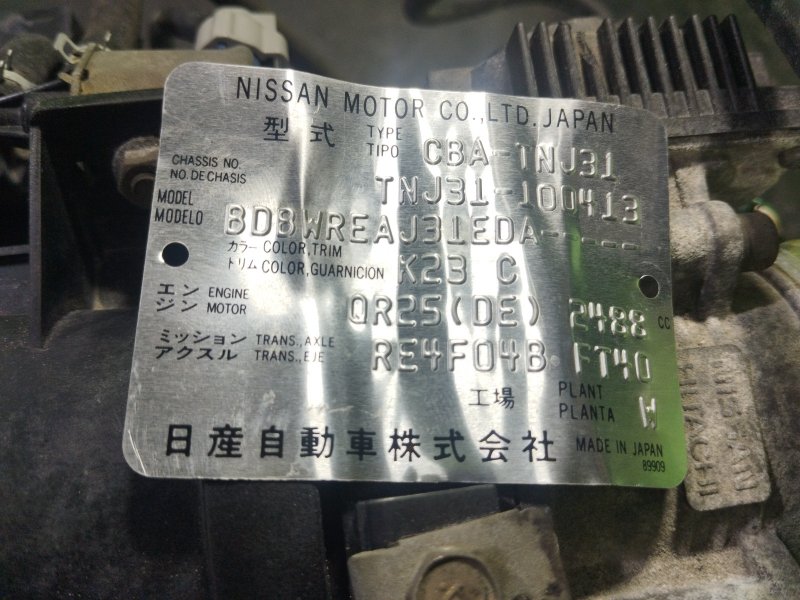 NISSAN MOTOR CO.,LTD. JAPAN
型式 TYPE TIPO CBA-TNJ31
CHASSIS NO. NO. DE CHASIS TNJ31-100413
MODEL MODELO BDBWREAJ31EDA-----
カラー COLOR,TRIM
トリム COLOR,GUARNICION K23 C
エンジン ENGINE MOTOR QR25(DE) 2488 CC
ミッション TRANS.,AXLE
アクスル TRANS.,EJE RE4F04B FT40
工場 PLANT PLANTA W
日産自動車株式会社 MADE IN JAPAN
89909